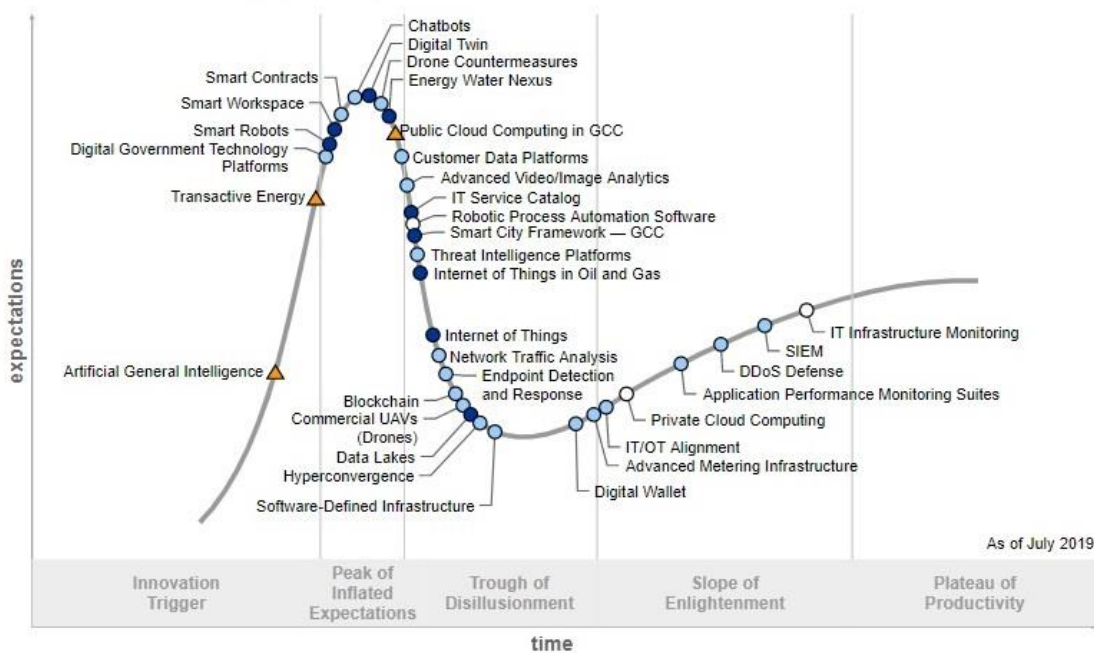 Chatbots
Digital Twin
Drone Countermeasures
Energy Water Nexus
Smart Contracts
Smart Workspace
Smart Robots
Digital Government Technology
Platforms
Transactive Energy
Artificial General Intelligence
Public Cloud Computing in GCC
Customer Data Platforms
Advanced Video/Image Analytics
IT Service Catalog
Robotic Process Automation Software
Smart City Framework — GCC
Threat Intelligence Platforms
Internet of Things in Oil and Gas
Internet of Things
Network Traffic Analysis
Endpoint Detection
and Response
Blockchain
Commercial UAVs
(Drones)
Data Lakes
Hyperconvergence
Software-Defined Infrastructure
Digital Wallet
Advanced Metering Infrastructure
IT/OT Alignment
Private Cloud Computing
Application Performance Monitoring Suites
DDoS Defense
SIEM
IT Infrastructure Monitoring
expectations
As of July 2019
Innovation
Trigger
Peak of
Inflated
Expectations
Trough of
Disillusionment
Slope of
Enlightenment
Plateau of
Productivity
time